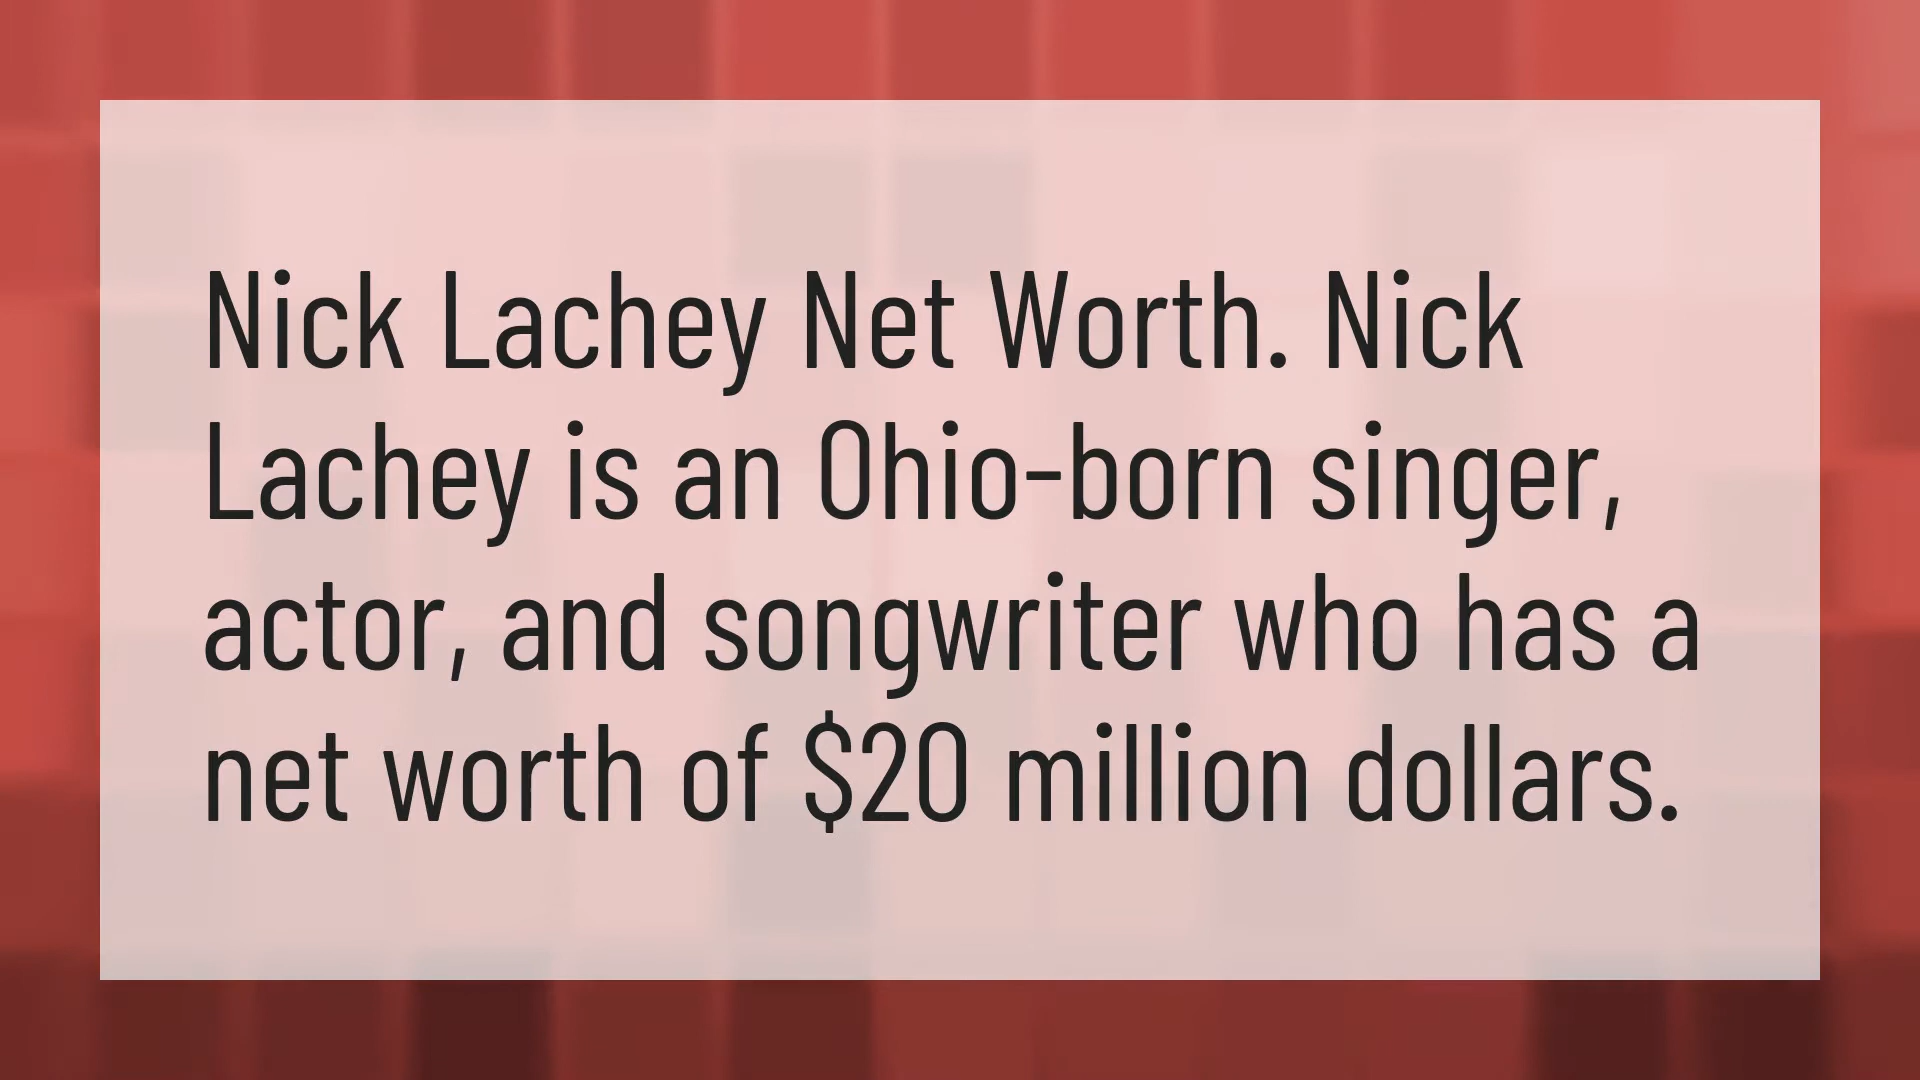 Nick Lachey Net Worth. Nick
Lachey is an Ohio-born singer,
actor, and songwriter who has a
net worth of $20 million dollars.